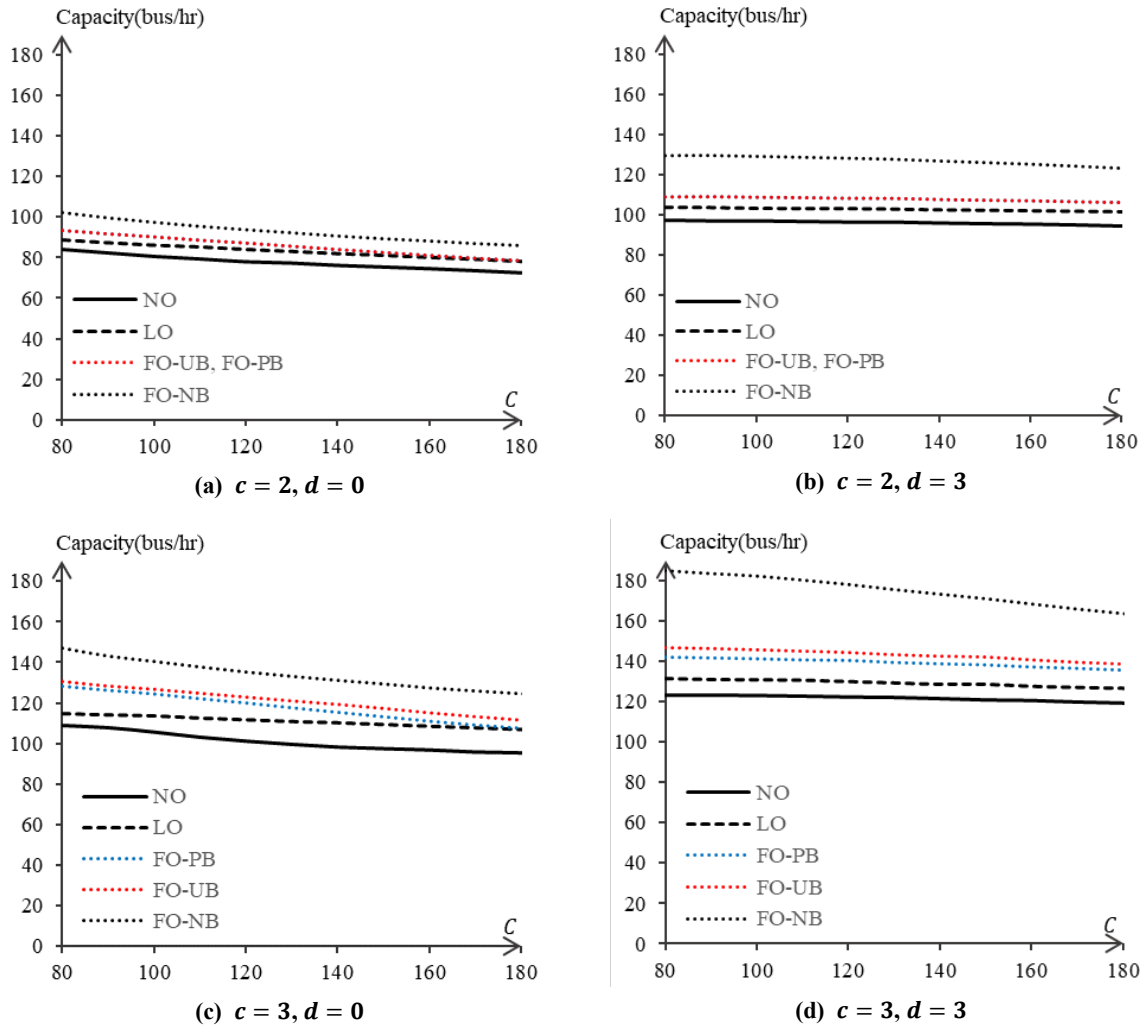 Capacity(bus/hr)
180
160
140
120
100
80
60
40
20
0
NO
LO
FO-UB, FO-PB
FO-NB
C
80 100 120 140 160 180
(a) c = 2, d = 0
Capacity(bus/hr)
180
160
140
120
100
80
60
40
20
0
NO
LO
FO-UB, FO-PB
FO-NB
C
80 100 120 140 160 180
(b) c = 2, d = 3
Capacity(bus/hr)
180
160
140
120
100
80
60
40
20
0
NO
LO
FO-PB
FO-UB
FO-NB
C
80 100 120 140 160 180
(c) c = 3, d = 0
Capacity(bus/hr)
180
160
140
120
100
80
60
40
20
0
NO
LO
FO-PB
FO-UB
FO-NB
C
80 100 120 140 160 180
(d) c = 3, d = 3